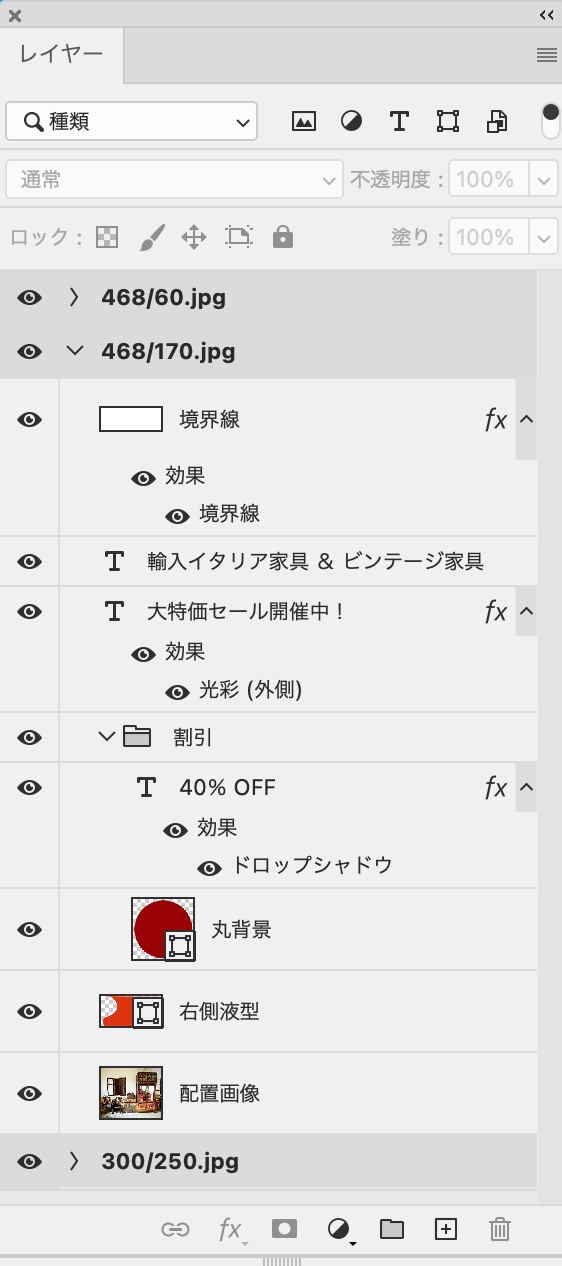 レイヤー
種類
通常 不透明度： 100%
ロック： 塗り： 100%
468/60.jpg
468/170.jpg
境界線 fx
効果
境界線
輸入イタリア家具 ＆ ビンテージ家具
大特価セール開催中！ fx
効果
光彩 (外側)
割引
40% OFF fx
効果
ドロップシャドウ
丸背景
右側液型
配置画像
300/250.jpg
fx